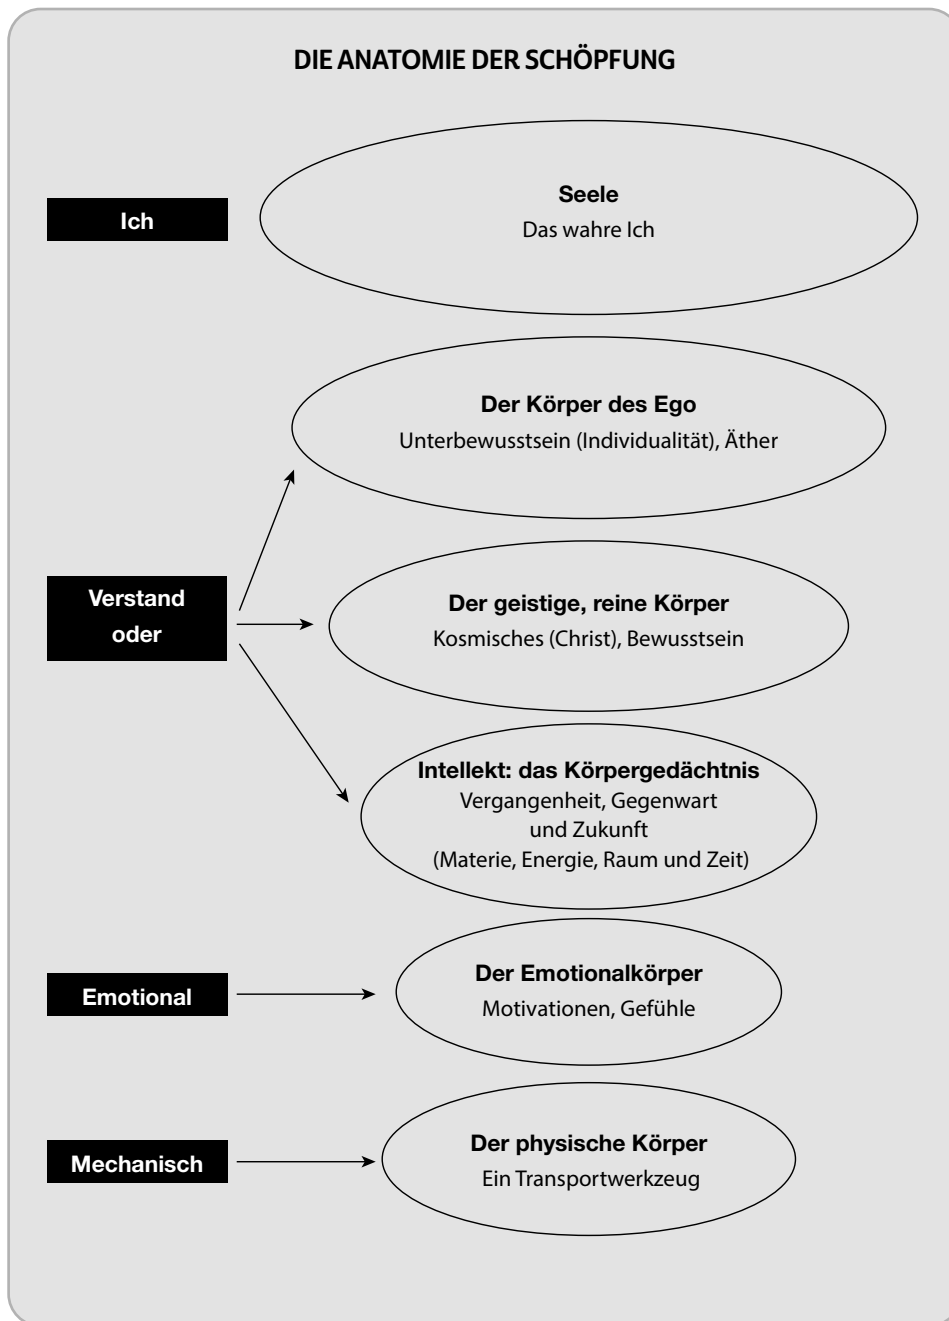 DIE ANATOMIE DER SCHÖPFUNG
Ich
Seele
Das wahre Ich
Der Körper des Ego
Unterbewusstsein (Individualität), Äther
Verstand
oder
Der geistige, reine Körper
Kosmisches (Christ), Bewusstsein
Intellekt: das Körpergedächtnis
Vergangenheit, Gegenwart
und Zukunft
(Materie, Energie, Raum und Zeit)
Emotional
Der Emotionalkörper
Motivationen, Gefühle
Mechanisch
Der physische Körper
Ein Transportwerkzeug